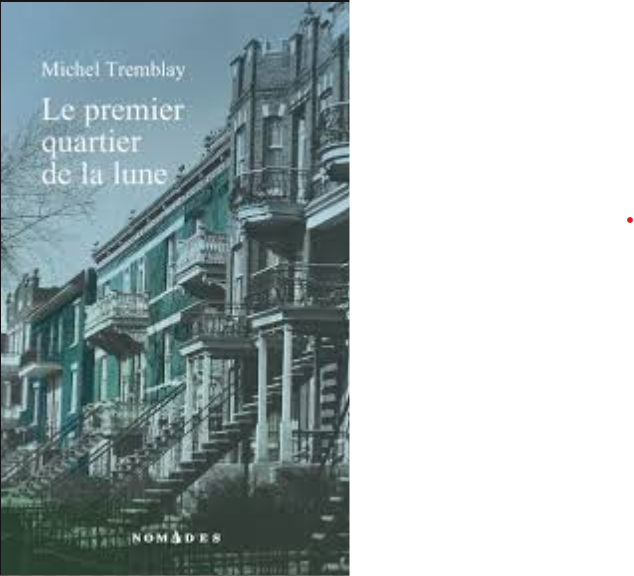 Michel Tremblay
Le premier
quartier
de la lune
NOMADES